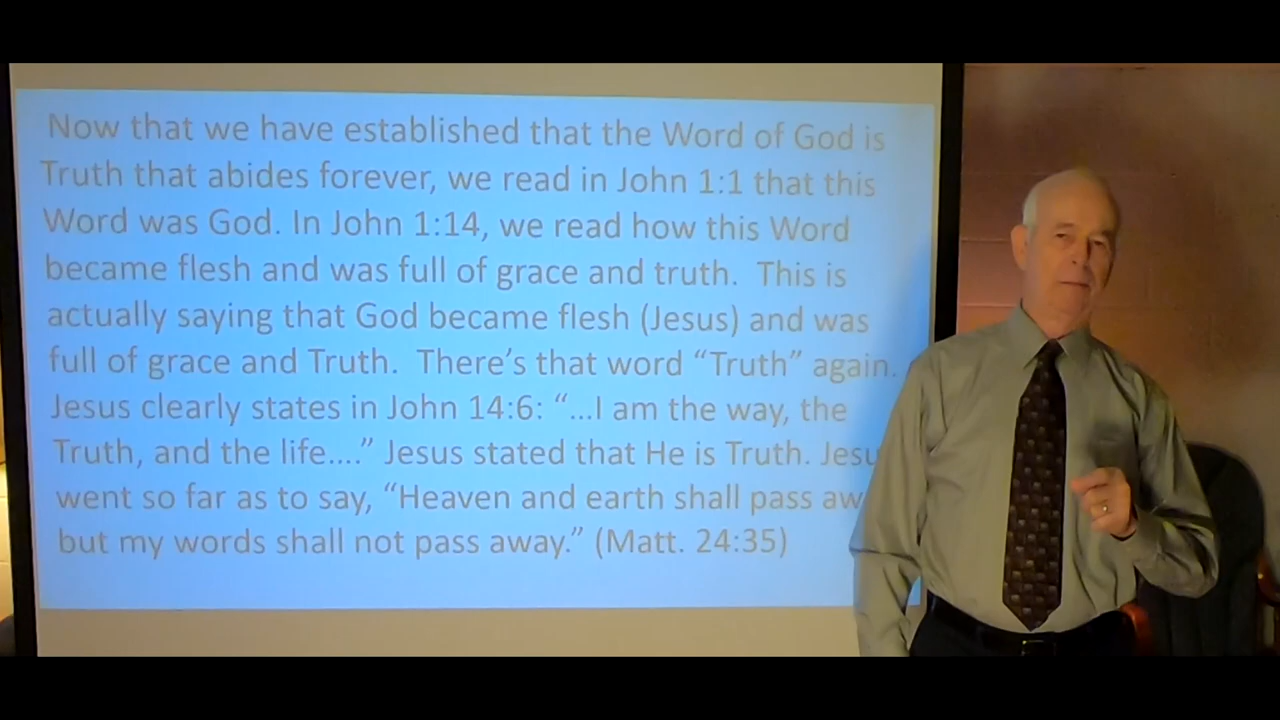 Now that we have established that the Word of God is
Truth that abides forever, we read in John 1:1 that this
Word was God. In John 1:14, we read how this Word
became flesh and was full of grace and truth.  This is
actually saying that God became flesh (Jesus) and was
full of grace and Truth.  There’s that word “Truth” again.
Jesus clearly states in John 14:6: “...I am the way, the
Truth, and the life....” Jesus stated that He is Truth. Jesu
went so far as to say, “Heaven and earth shall pass aw
but my words shall not pass away.” (Matt. 24:35)